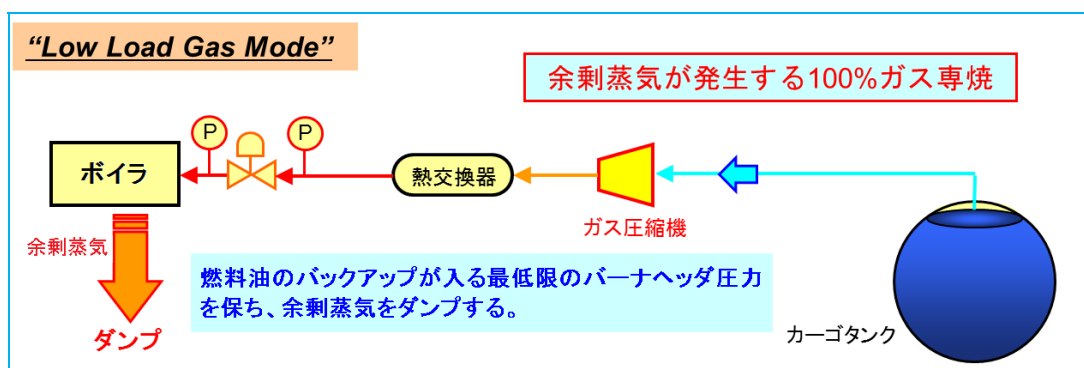 “Low Load Gas Mode”
余剰蒸気が発生する100%ガス専焼
P
P
ボイラ
熱交換器
ガス圧縮機
余剰蒸気
燃料油のバックアップが入る最低限のバーナヘッダ圧力
を保ち、余剰蒸気をダンプする。
ダンプ
カーゴタンク